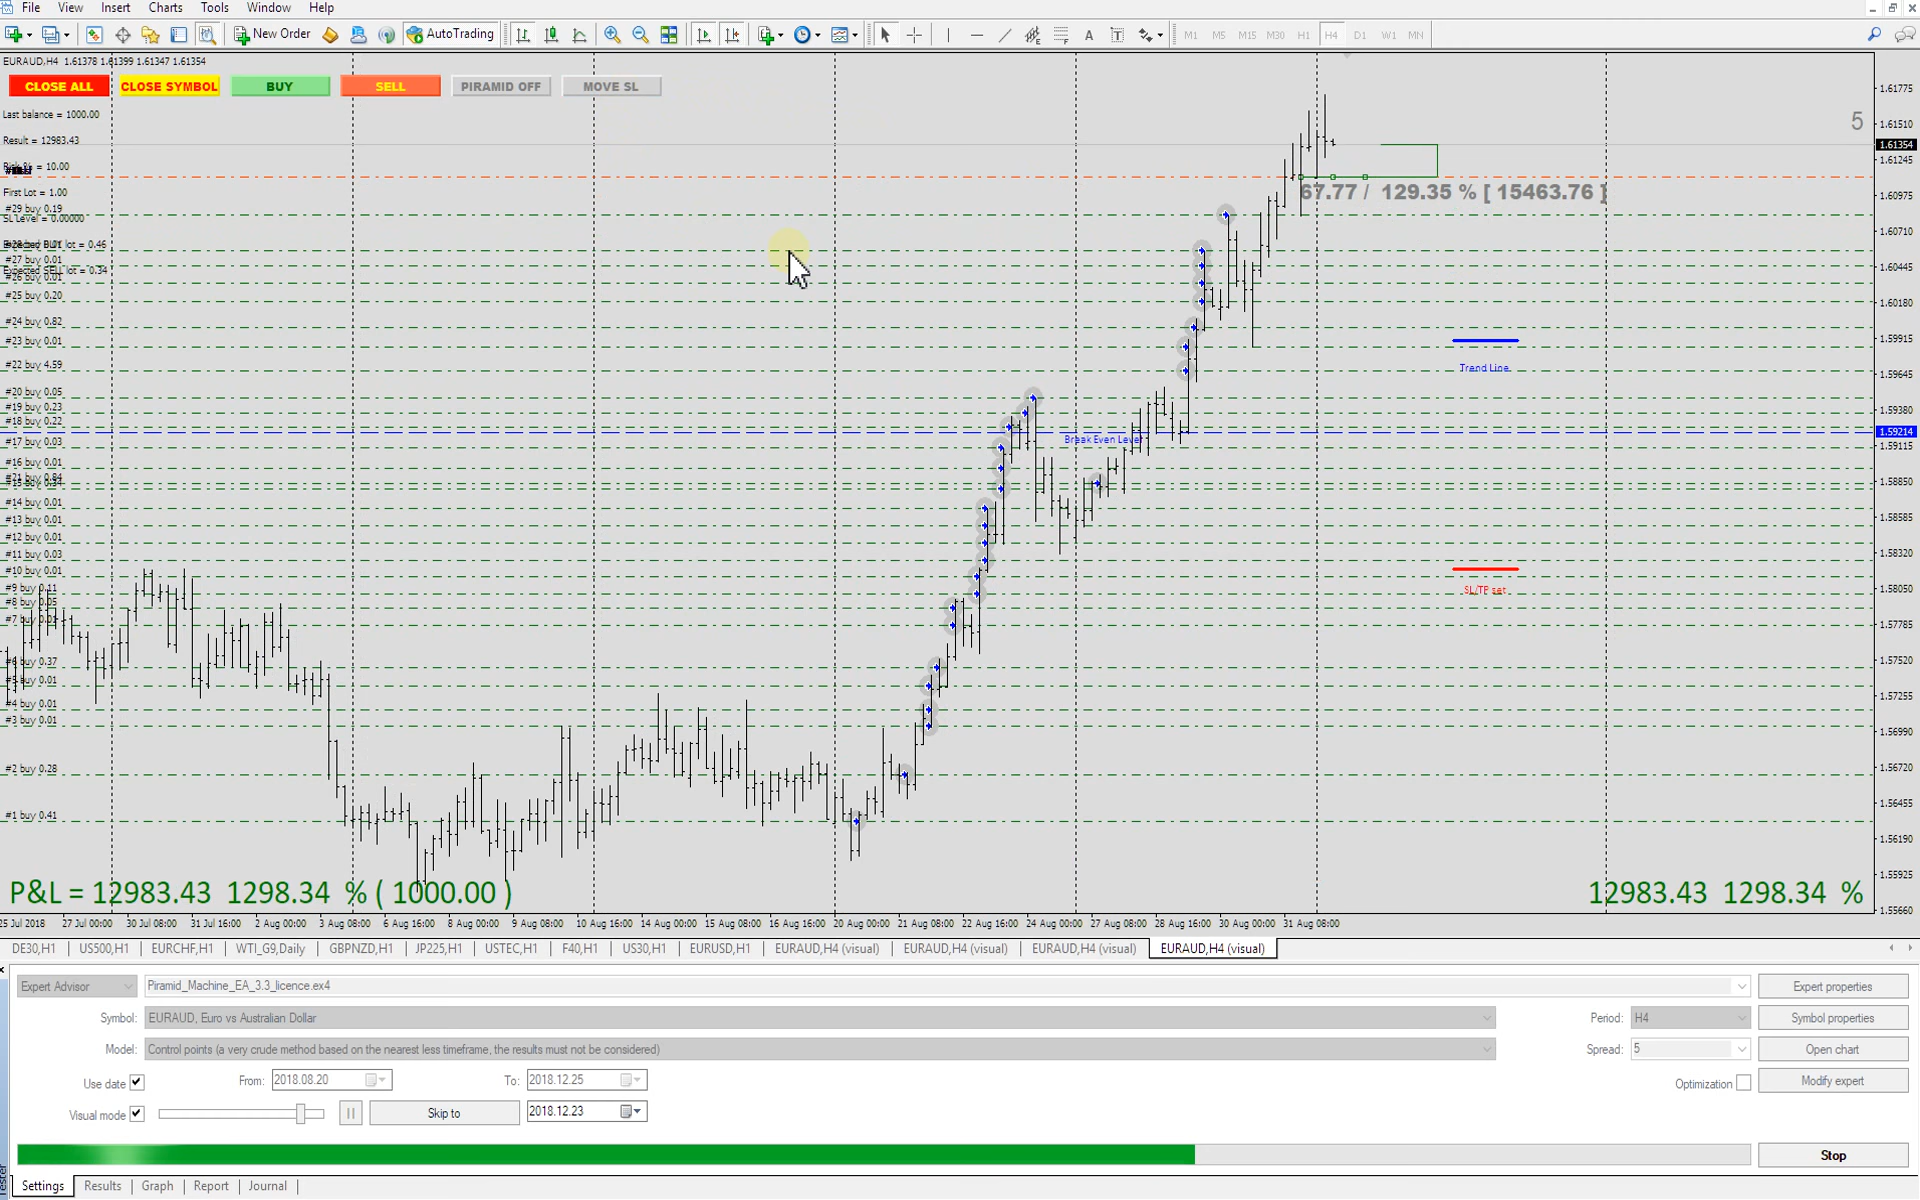 File View Insert Charts Tools Window Help
New Order AutoTrading A T M1 M5 M15 M30 H1 H4 D1 W1 MN
EURAUD,H4 1.61378 1.61399 1.61347 1.61354
CLOSE ALL CLOSE SYMBOL BUY SELL PIRAMID OFF MOVE SL
Last balance = 1000.00
5
Result = 12983.43
Risk % = 10.00
67.77 / 129.35 % [ 15463.76 ]
First Lot = 1.00
#29 buy 0.19
SL Level = 0.00000
Expected BUY lot = 0.46
#27 buy 0.01
Expected SELL lot = 0.34
#26 buy 0.01
#25 buy 0.20
#24 buy 0.82
#23 buy 0.01
#22 buy 4.59
Trend Line
#20 buy 0.05
#19 buy 0.23
#18 buy 0.22
#17 buy 0.03
Break Even Level
#16 buy 0.01
#14 buy 0.01
#13 buy 0.01
#12 buy 0.01
#11 buy 0.03
#10 buy 0.01
#9 buy 0.11
SL/TP set
#8 buy 0.05
#7 buy 0.01
#6 buy 0.37
#5 buy 0.01
#4 buy 0.01
#3 buy 0.01
#2 buy 0.28
#1 buy 0.41
1.61775
1.61510
1.61354
1.61245
1.60975
1.60710
1.60445
1.60180
1.59915
1.59645
1.59380
1.59214
1.59115
1.58850
1.58585
1.58320
1.58050
1.57785
1.57520
1.57255
1.56990
1.56720
1.56455
1.56190
1.55925
1.55660
P&L = 12983.43 1298.34 % ( 1000.00 )
12983.43 1298.34 %
25 Jul 2018 27 Jul 00:00 30 Jul 08:00 31 Jul 16:00 2 Aug 00:00 3 Aug 08:00 6 Aug 16:00 8 Aug 00:00 9 Aug 08:00 10 Aug 16:00 14 Aug 00:00 15 Aug 08:00 16 Aug 16:00 20 Aug 00:00 21 Aug 08:00 22 Aug 16:00 24 Aug 00:00 27 Aug 08:00 28 Aug 16:00 30 Aug 00:00 31 Aug 08:00
DE30,H1 US500,H1 EURCHF,H1 WTI_G9,Daily GBPNZD,H1 JP225,H1 USTEC,H1 F40,H1 US30,H1 EURUSD,H1 EURAUD,H4 (visual) EURAUD,H4 (visual) EURAUD,H4 (visual) EURAUD,H4 (visual)
Expert Advisor Piramid_Machine_EA_3.3_licence.ex4 Expert properties
Symbol: EURAUD, Euro vs Australian Dollar Period: H4 Symbol properties
Model: Control points (a very crude method based on the nearest less timeframe, the results must not be considered) Spread: 5 Open chart
Use date From: 2018.08.20 To: 2018.12.25 Optimization Modify expert
Visual mode Skip to 2018.12.23
Stop
Tester
Settings Results Graph Report Journal